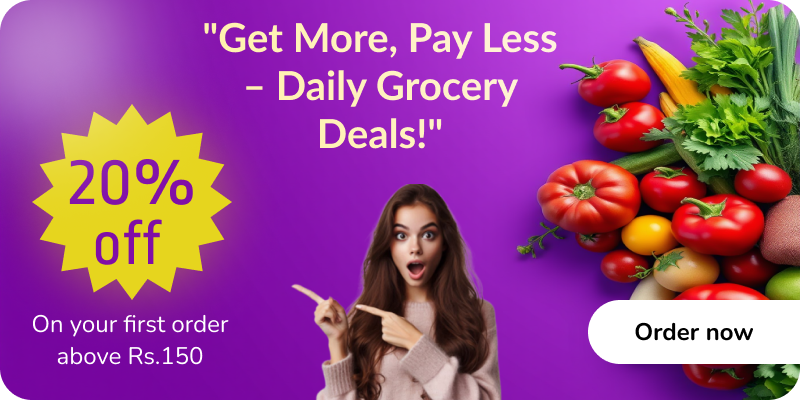 "Get More, Pay Less
– Daily Grocery
Deals!"
20%
off
On your first order
above Rs.150
Order now